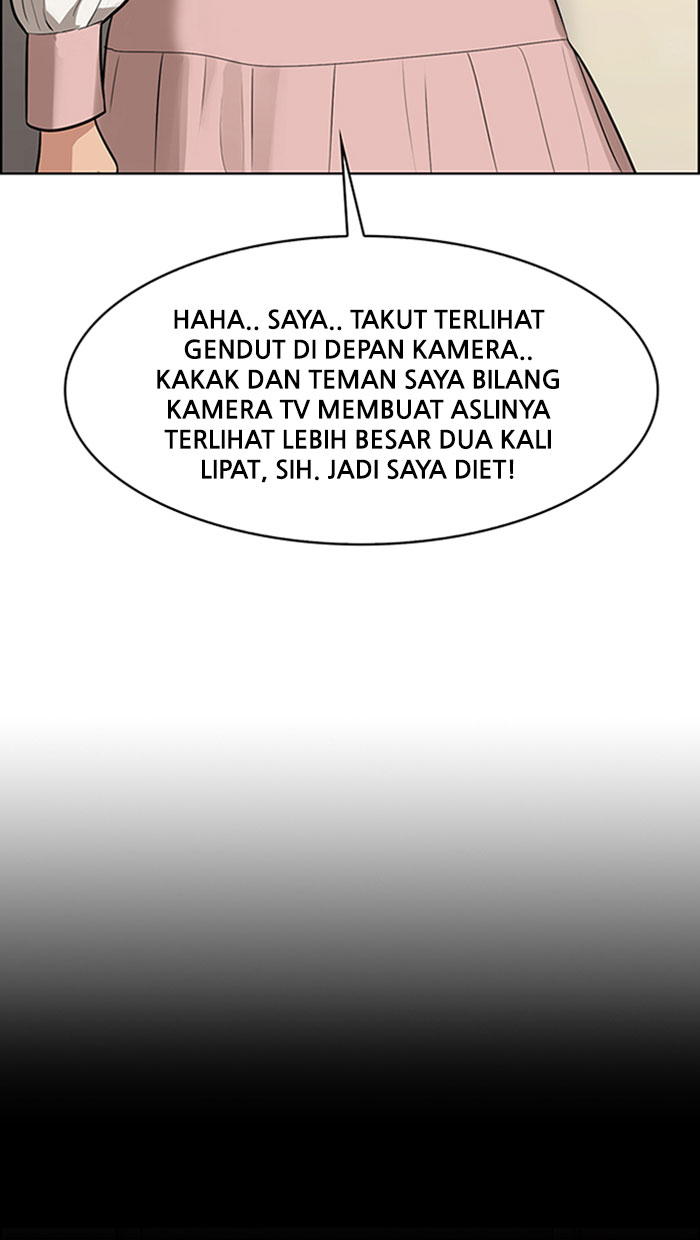 HAHA.. SAYA.. TAKUT TERLIHAT
GENDUT DI DEPAN KAMERA..
KAKAK DAN TEMAN SAYA BILANG
KAMERA TV MEMBUAT ASLINYA
TERLIHAT LEBIH BESAR DUA KALI
LIPAT, SIH. JADI SAYA DIET!